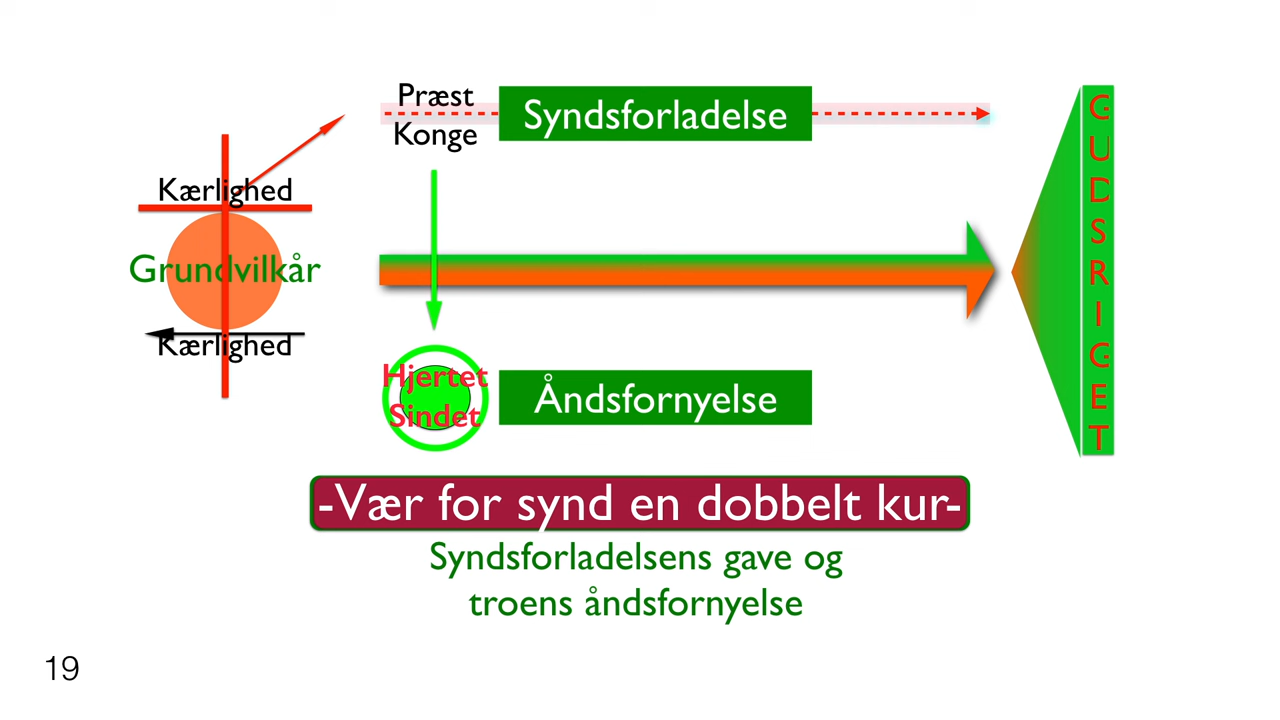 Præst
Konge
Syndsforladelse
Kærlighed
Grundvilkår
Kærlighed
Hjertet
Sindet
Åndsfornyelse
GUDSRIGET
-Vær for synd en dobbelt kur-
Syndsforladelsens gave og
troens åndsfornyelse
19